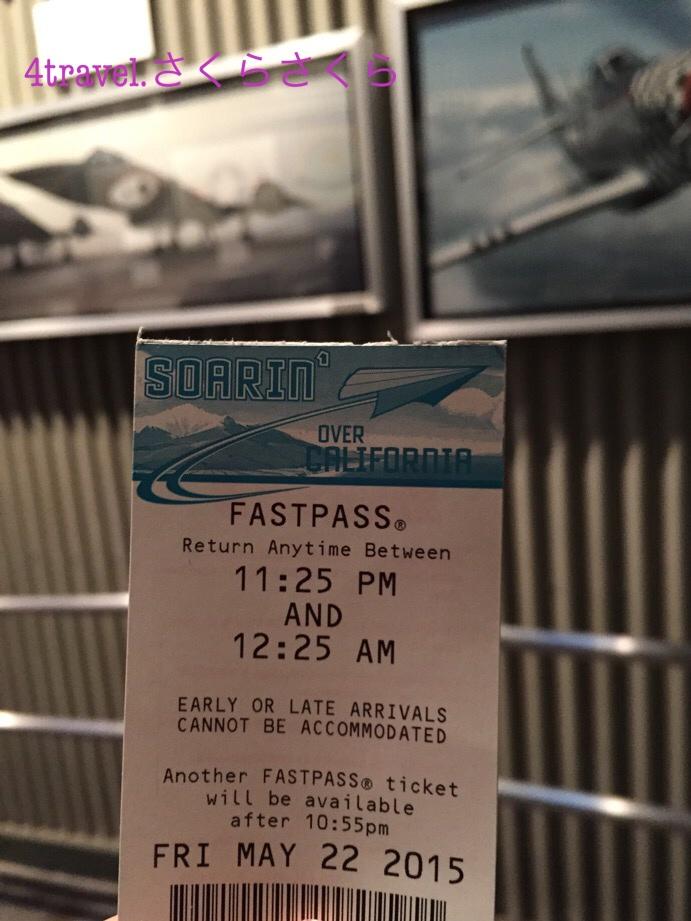 4travel.さくらさくら
SOARIN'
OVER
CALIFORNIA
FASTPASS®
Return Anytime Between
11:25 PM
AND
12:25 AM
EARLY OR LATE ARRIVALS
CANNOT BE ACCOMMODATED
Another FASTPASS® ticket
will be available
after 10:55pm
FRI MAY 22 2015